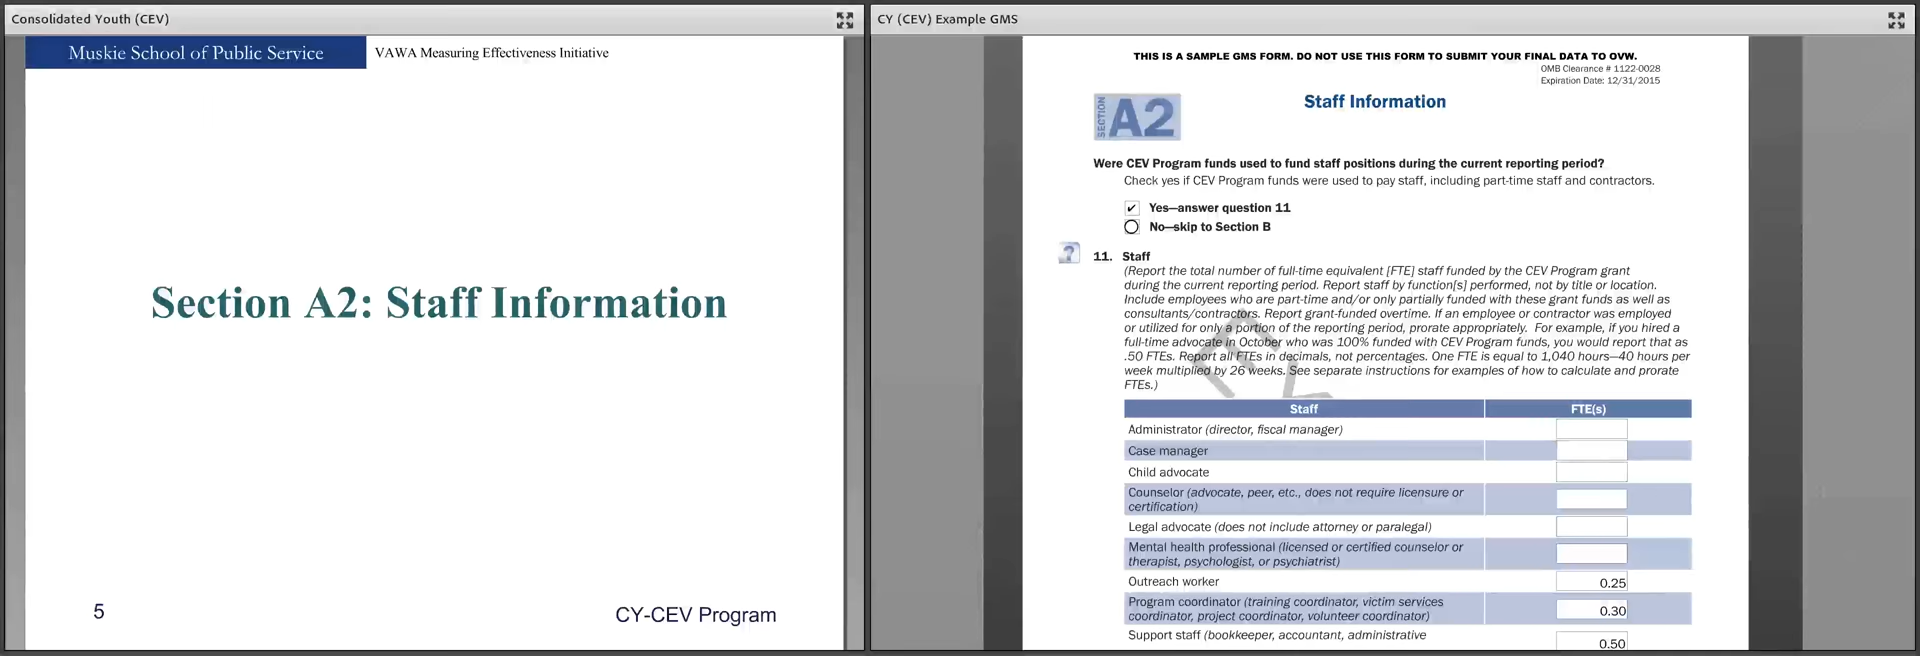 Consolidated Youth (CEV)
Muskie School of Public Service
VAWA Measuring Effectiveness Initiative
Section A2: Staff Information
5
CY-CEV Program
CY (CEV) Example GMS
THIS IS A SAMPLE GMS FORM. DO NOT USE THIS FORM TO SUBMIT YOUR FINAL DATA TO OVW.
OMB Clearance # 1122-0028
Expiration Date: 12/31/2015
SECTION A2
Staff Information
Were CEV Program funds used to fund staff positions during the current reporting period?
Check yes if CEV Program funds were used to pay staff, including part-time staff and contractors.
✔ Yes—answer question 11
No—skip to Section B
?
11. Staff
(Report the total number of full-time equivalent [FTE] staff funded by the CEV Program grant
during the current reporting period. Report staff by function[s] performed, not by title or location.
Include employees who are part-time and/or only partially funded with these grant funds as well as
consultants/contractors. Report grant-funded overtime. If an employee or contractor was employed
or utilized for only a portion of the reporting period, prorate appropriately. For example, if you hired a
full-time advocate in October who was 100% funded with CEV Program funds, you would report that as
.50 FTEs. Report all FTEs in decimals, not percentages. One FTE is equal to 1,040 hours—40 hours per
week multiplied by 26 weeks. See separate instructions for examples of how to calculate and prorate
FTEs.)
Staff FTE(s)
Administrator (director, fiscal manager)
Case manager
Child advocate
Counselor (advocate, peer, etc., does not require licensure or
certification)
Legal advocate (does not include attorney or paralegal)
Mental health professional (licensed or certified counselor or
therapist, psychologist, or psychiatrist)
Outreach worker 0.25
Program coordinator (training coordinator, victim services
coordinator, project coordinator, volunteer coordinator) 0.30
Support staff (bookkeeper, accountant, administrative
0.50